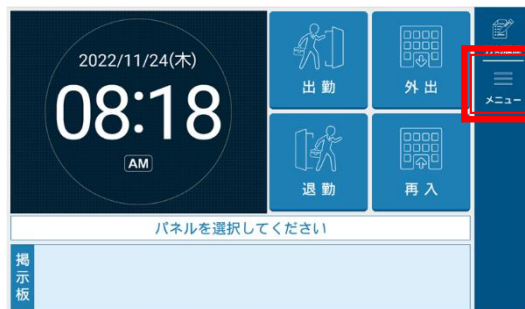 2022/11/24(木)
08:18
AM
出勤
外出
退勤
再入
メニュー
パネルを選択してください
掲示板